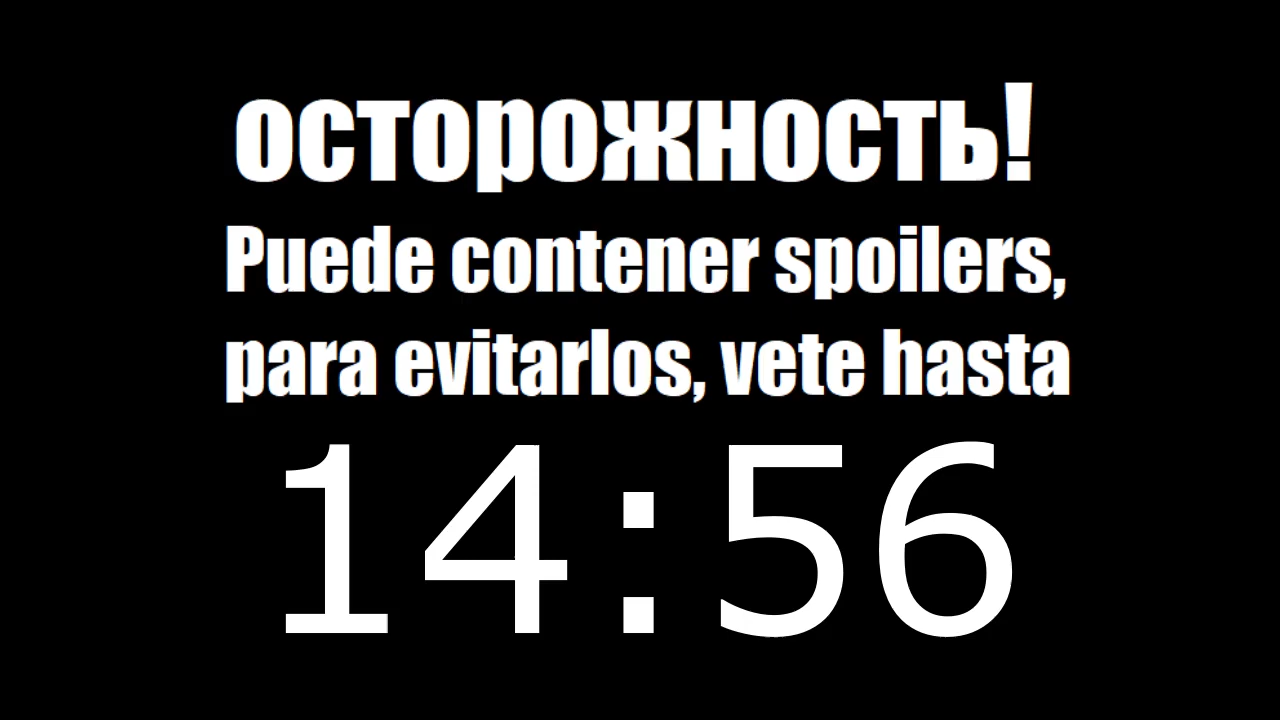 осторожность!
Puede contener spoilers,
para evitarlos, vete hasta
14:56